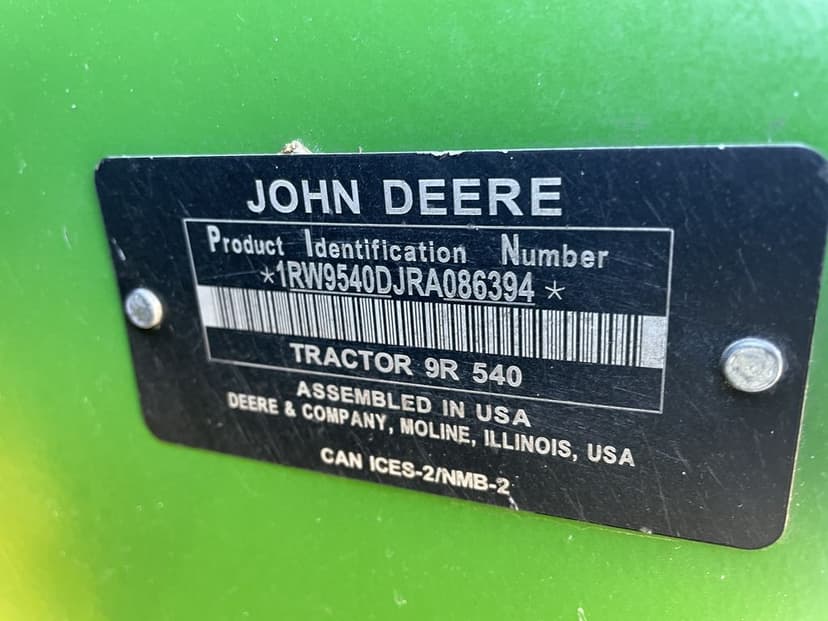 JOHN DEERE
Product Identification Number
*1RW9540DJRA086394*
TRACTOR 9R 540
ASSEMBLED IN USA
DEERE & COMPANY, MOLINE, ILLINOIS, USA
CAN ICES-2/NMB-2